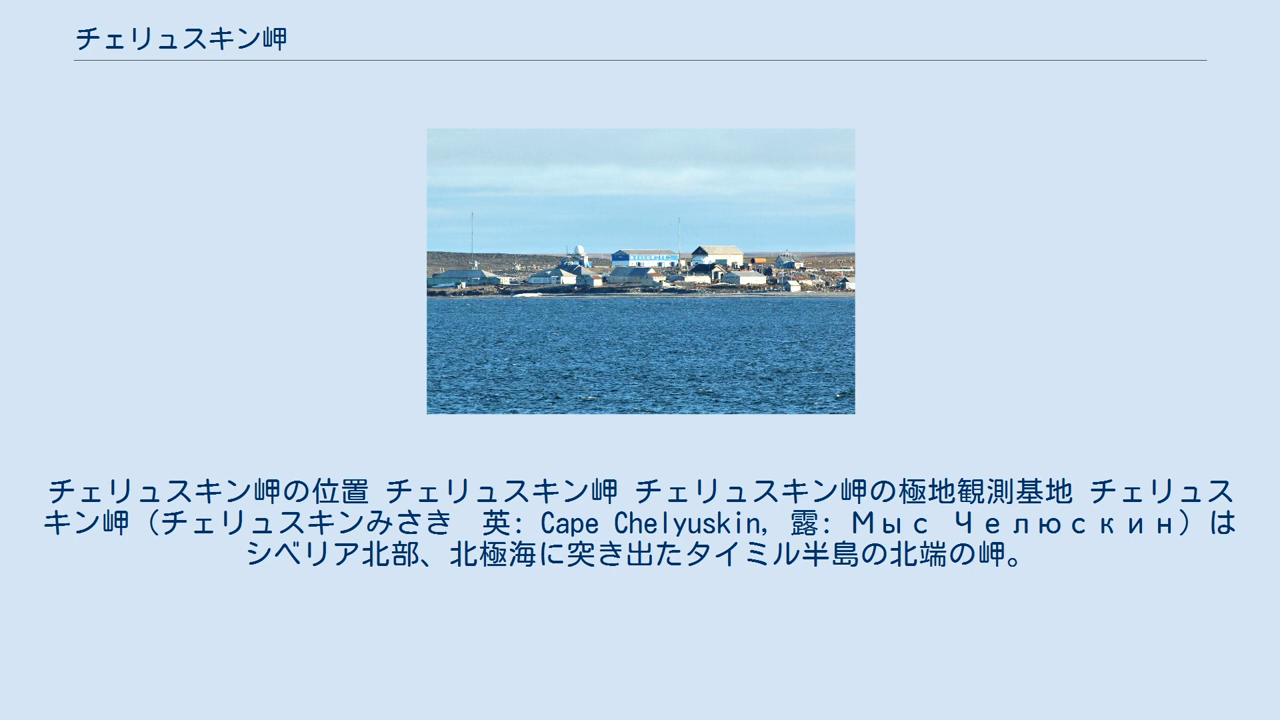 チェリュスキン岬
チェリュスキン岬の位置 チェリュスキン岬 チェリュスキン岬の極地観測基地 チェリュス
キン岬（チェリュスキンみさき　英: Cape Chelyuskin, 露: Мыс Челюскин）は
シベリア北部、北極海に突き出たタイミル半島の北端の岬。